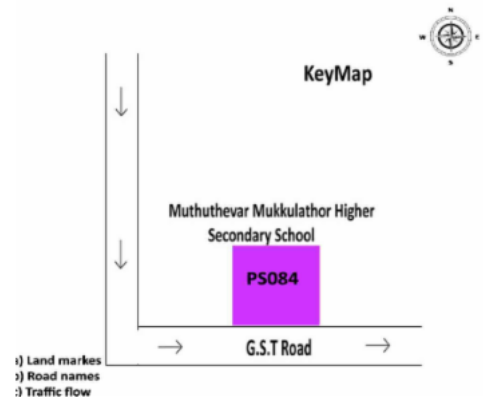 N
W E
S
KeyMap
Muthuthevar Mukkulathor Higher
Secondary School
PS084
G.S.T Road
a) Land markes
b) Road names
c) Traffic flow